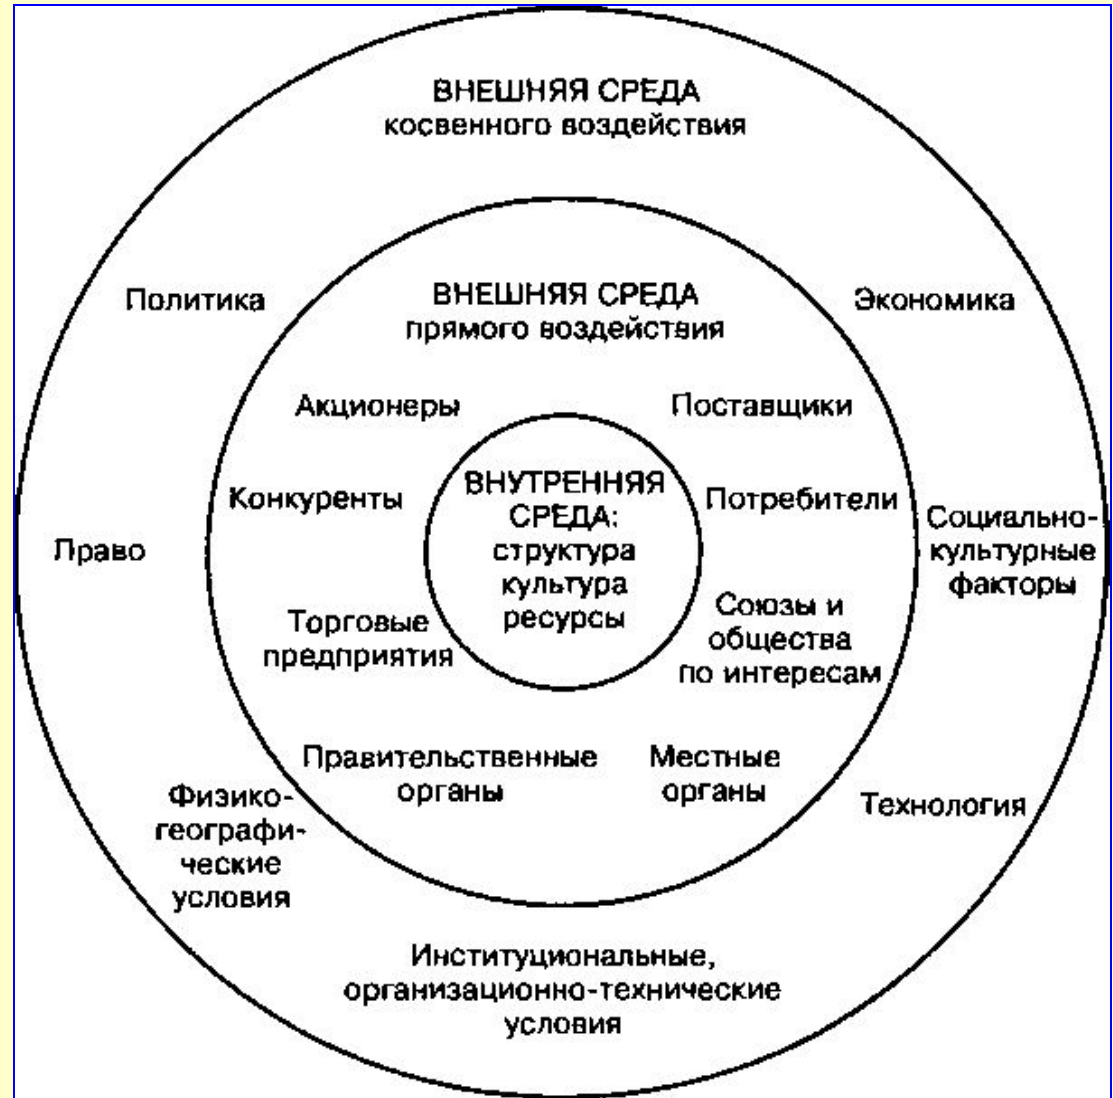 ВНЕШНЯЯ СРЕДА
косвенного воздействия
Политика
Экономика
ВНЕШНЯЯ СРЕДА
прямого воздействия
Акционеры
Поставщики
Конкуренты
ВНУТРЕННЯЯ
СРЕДА:
структура
культура
ресурсы
Потребители
Право
Социально-
культурные
факторы
Торговые
предприятия
Союзы и
общества
по интересам
Правительственные
органы
Местные
органы
Физико-
географи-
ческие
условия
Технология
Институциональные,
организационно-технические
условия